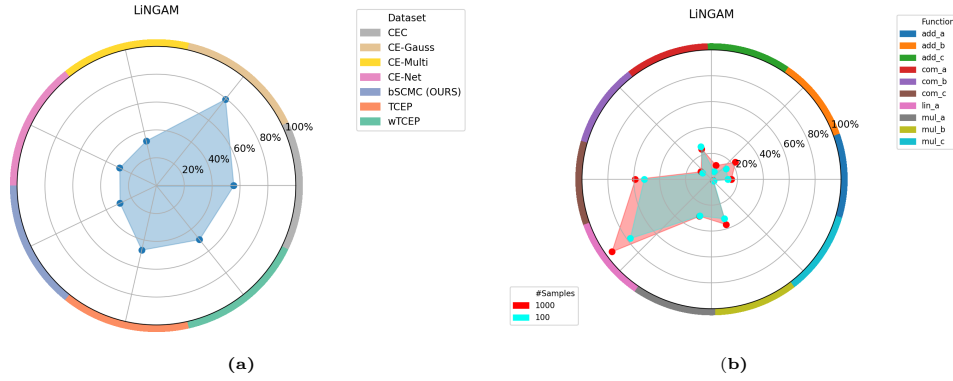 LiNGAM
20%
40%
60%
80%
100%
Dataset
CEC
CE-Gauss
CE-Multi
CE-Net
bSCMC (OURS)
TCEP
wTCEP
(a)
LiNGAM
20%
40%
60%
80%
100%
Function
add_a
add_b
add_c
com_a
com_b
com_c
lin_a
mul_a
mul_b
mul_c
#Samples
1000
100
(b)